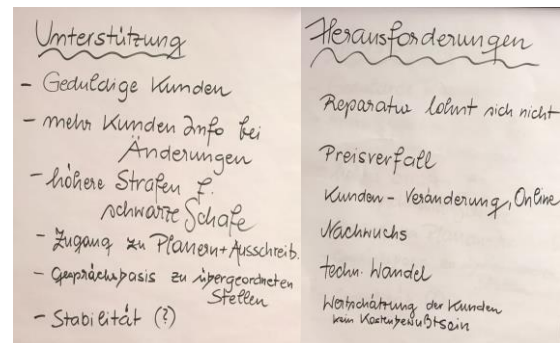 Unterstützung
- Geduldige Kunden
- mehr Kunden Info bei
Änderungen
- höhere Strafen f.
schwarze Schafe
- Zugang zu Planern + Ausschreib.
- Gesprächsbasis zu übergeordneten
Stellen
- Stabilität (?)
Herausforderungen
Reparatur lohnt sich nicht
Preisverfall
Kunden - Veränderung, Online
Nachwuchs
techn. Wandel
Wertschätzung der Kunden
kein Kostenbewußtsein